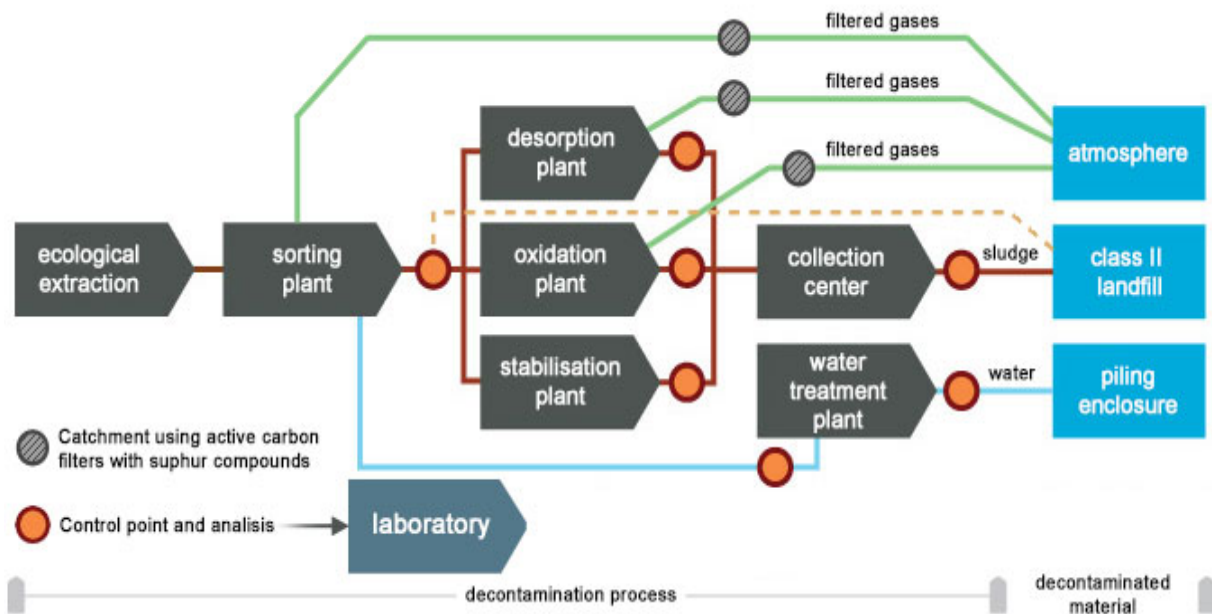 filtered gases
filtered gases
filtered gases
desorption
plant
atmosphere
ecological
extraction
sorting
plant
oxidation
plant
collection
center
sludge
class II
landfill
stabilisation
plant
water
treatment
plant
water
piling
enclosure
Catchment using active carbon
filters with suphur compounds
Control point and analisis
laboratory
decontamination process
decontaminated
material